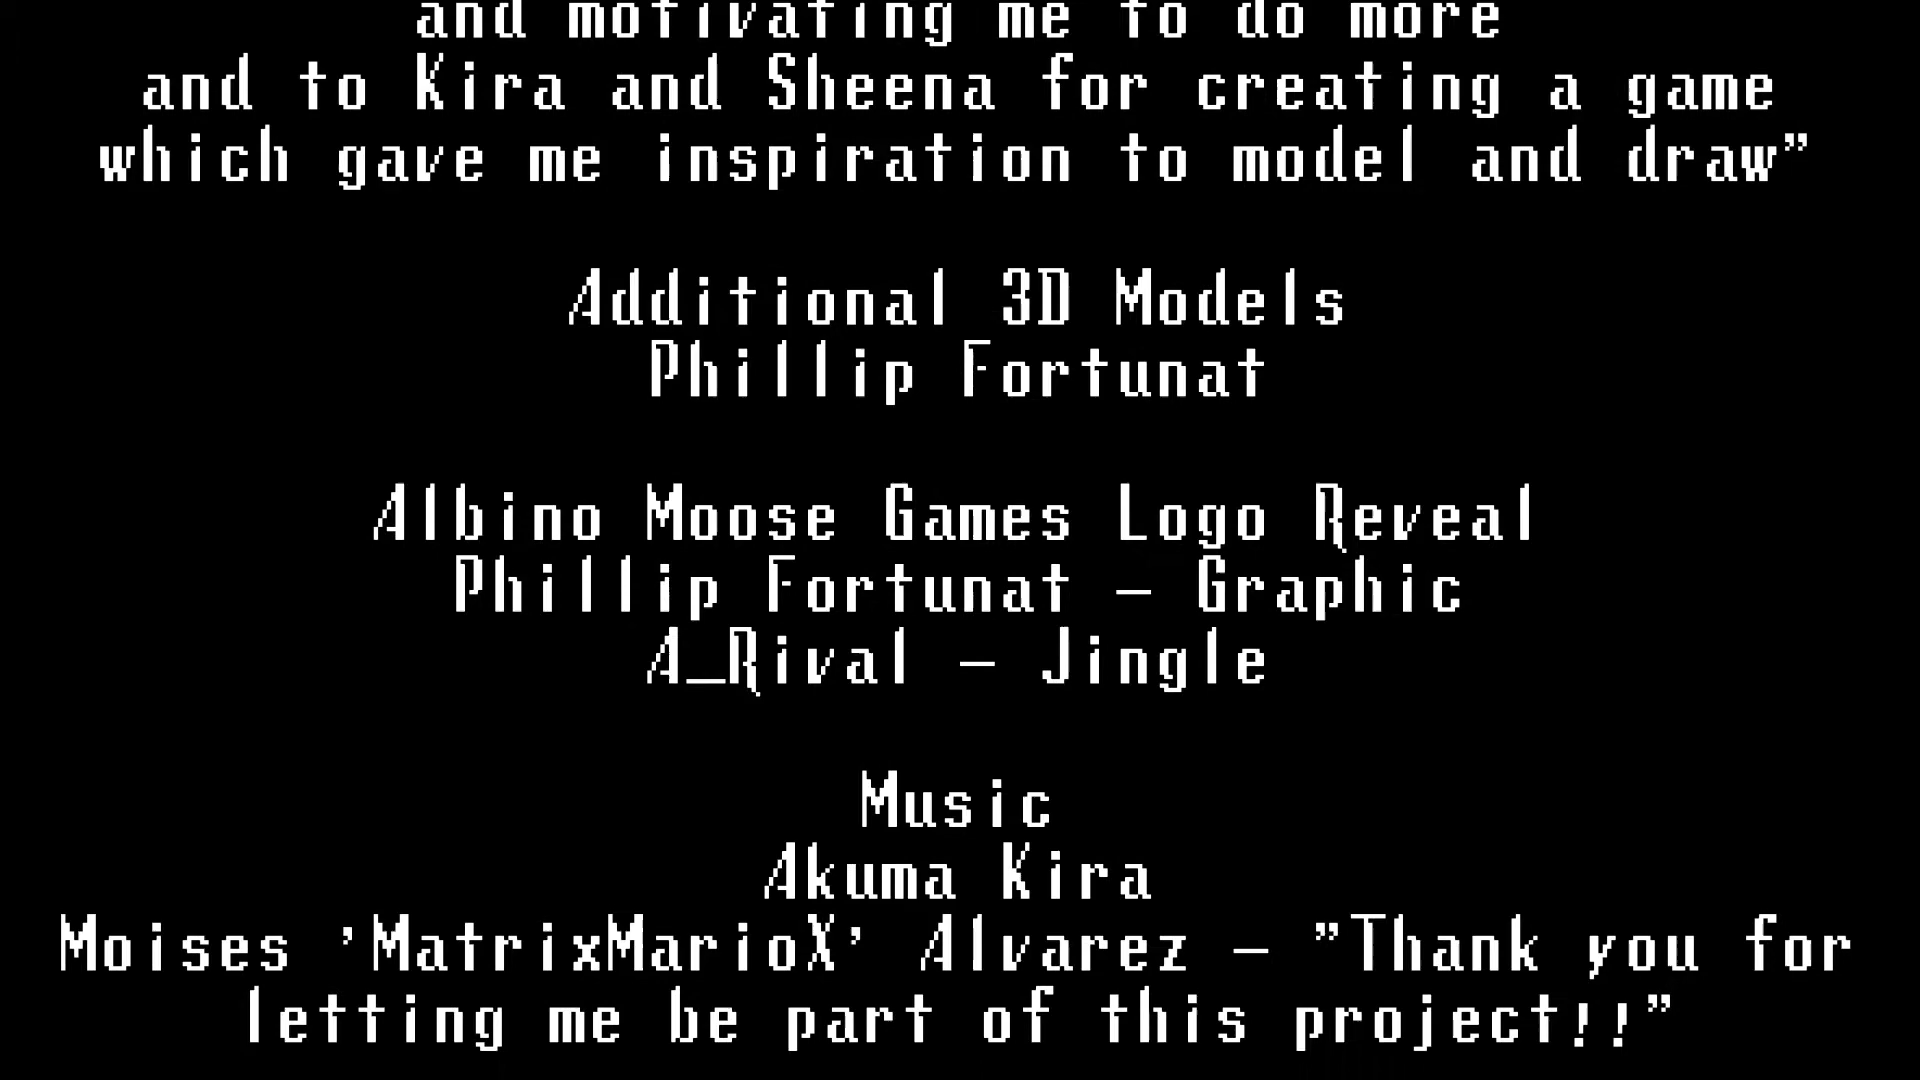 and motivating me to do more
and to Kira and Sheena for creating a game
which gave me inspiration to model and draw”
Additional 3D Models
Phillip Fortunat
Albino Moose Games Logo Reveal
Phillip Fortunat – Graphic
A_Rival – Jingle
Music
Akuma Kira
Moises ’MatrixMarioX’ Alvarez – ”Thank you for
letting me be part of this project!!”